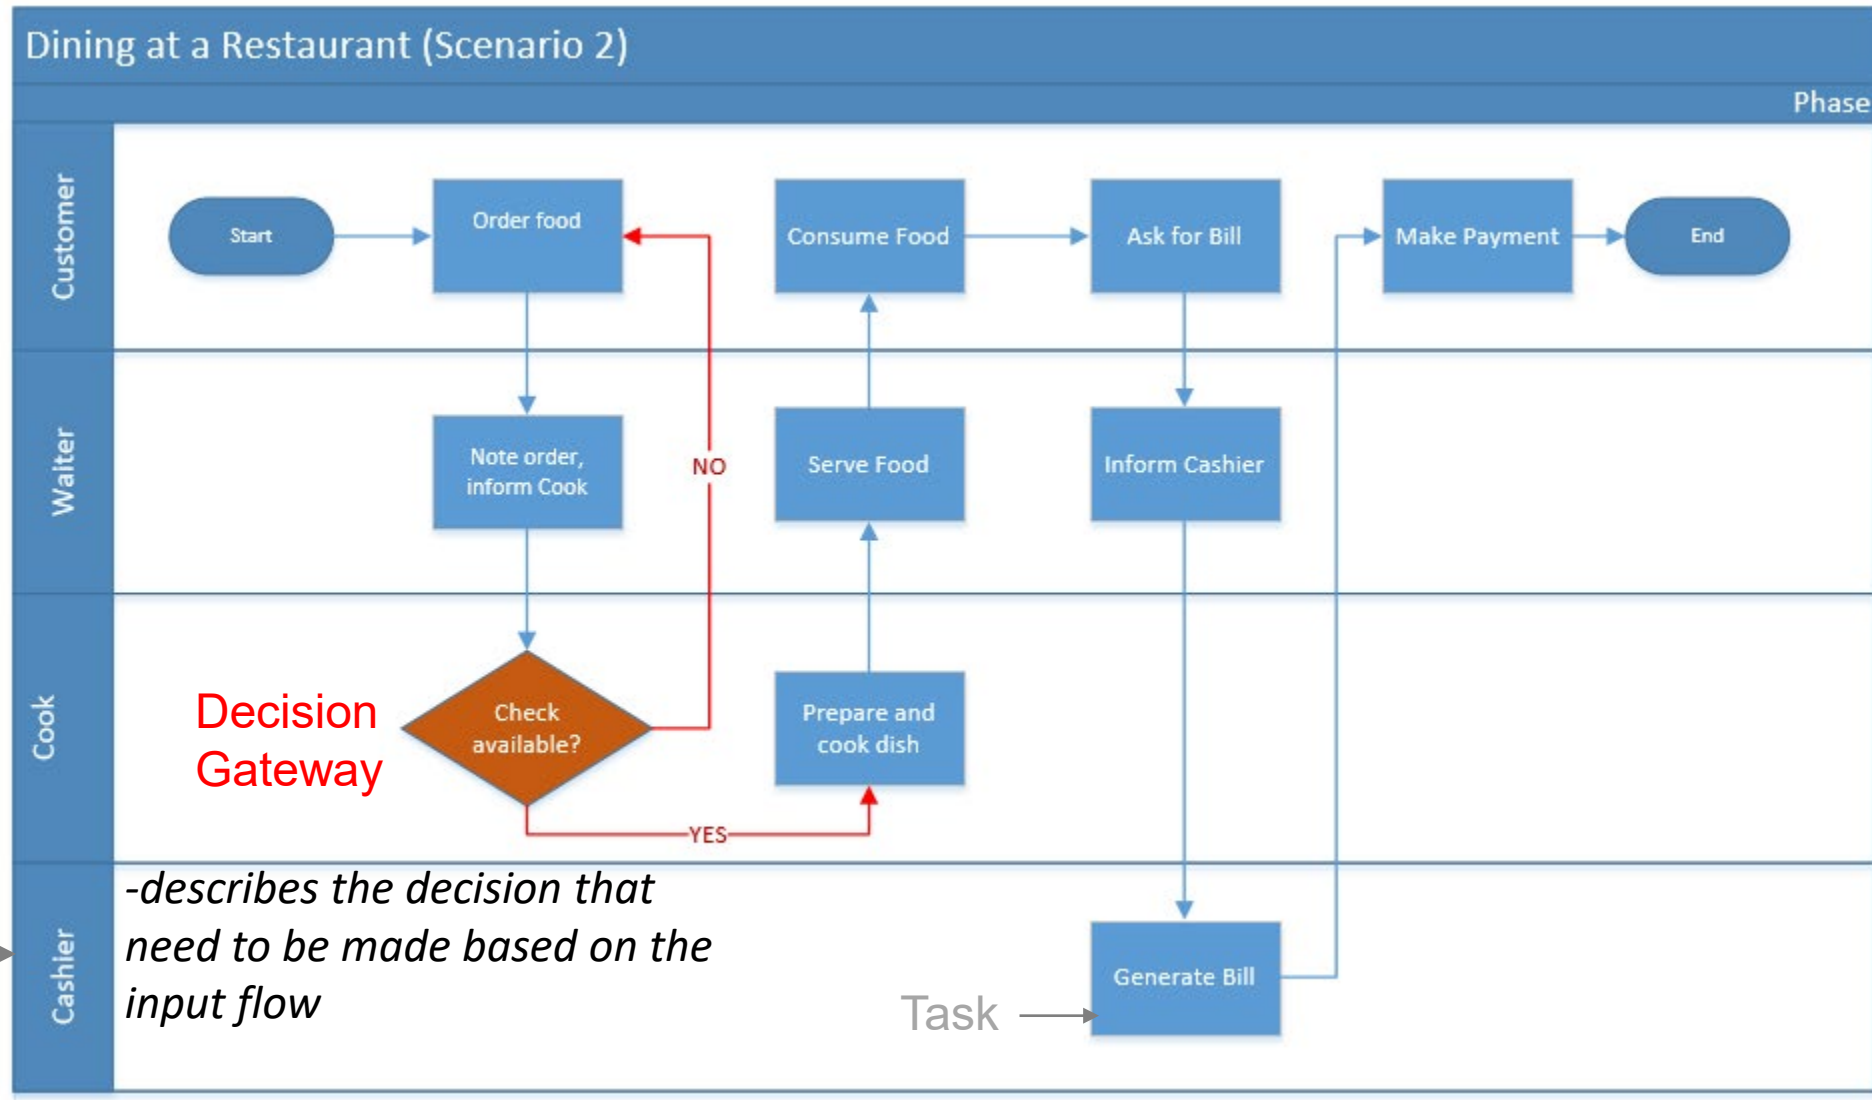 Dining at a Restaurant (Scenario 2)
Phase
Customer
Start
Order food
Consume Food
Ask for Bill
Make Payment
End
Waiter
Note order,
inform Cook
NO
Serve Food
Inform Cashier
Cook
Decision
Gateway
Check
available?
YES
Prepare and
cook dish
Cashier
-describes the decision that
need to be made based on the
input flow
Task
Generate Bill